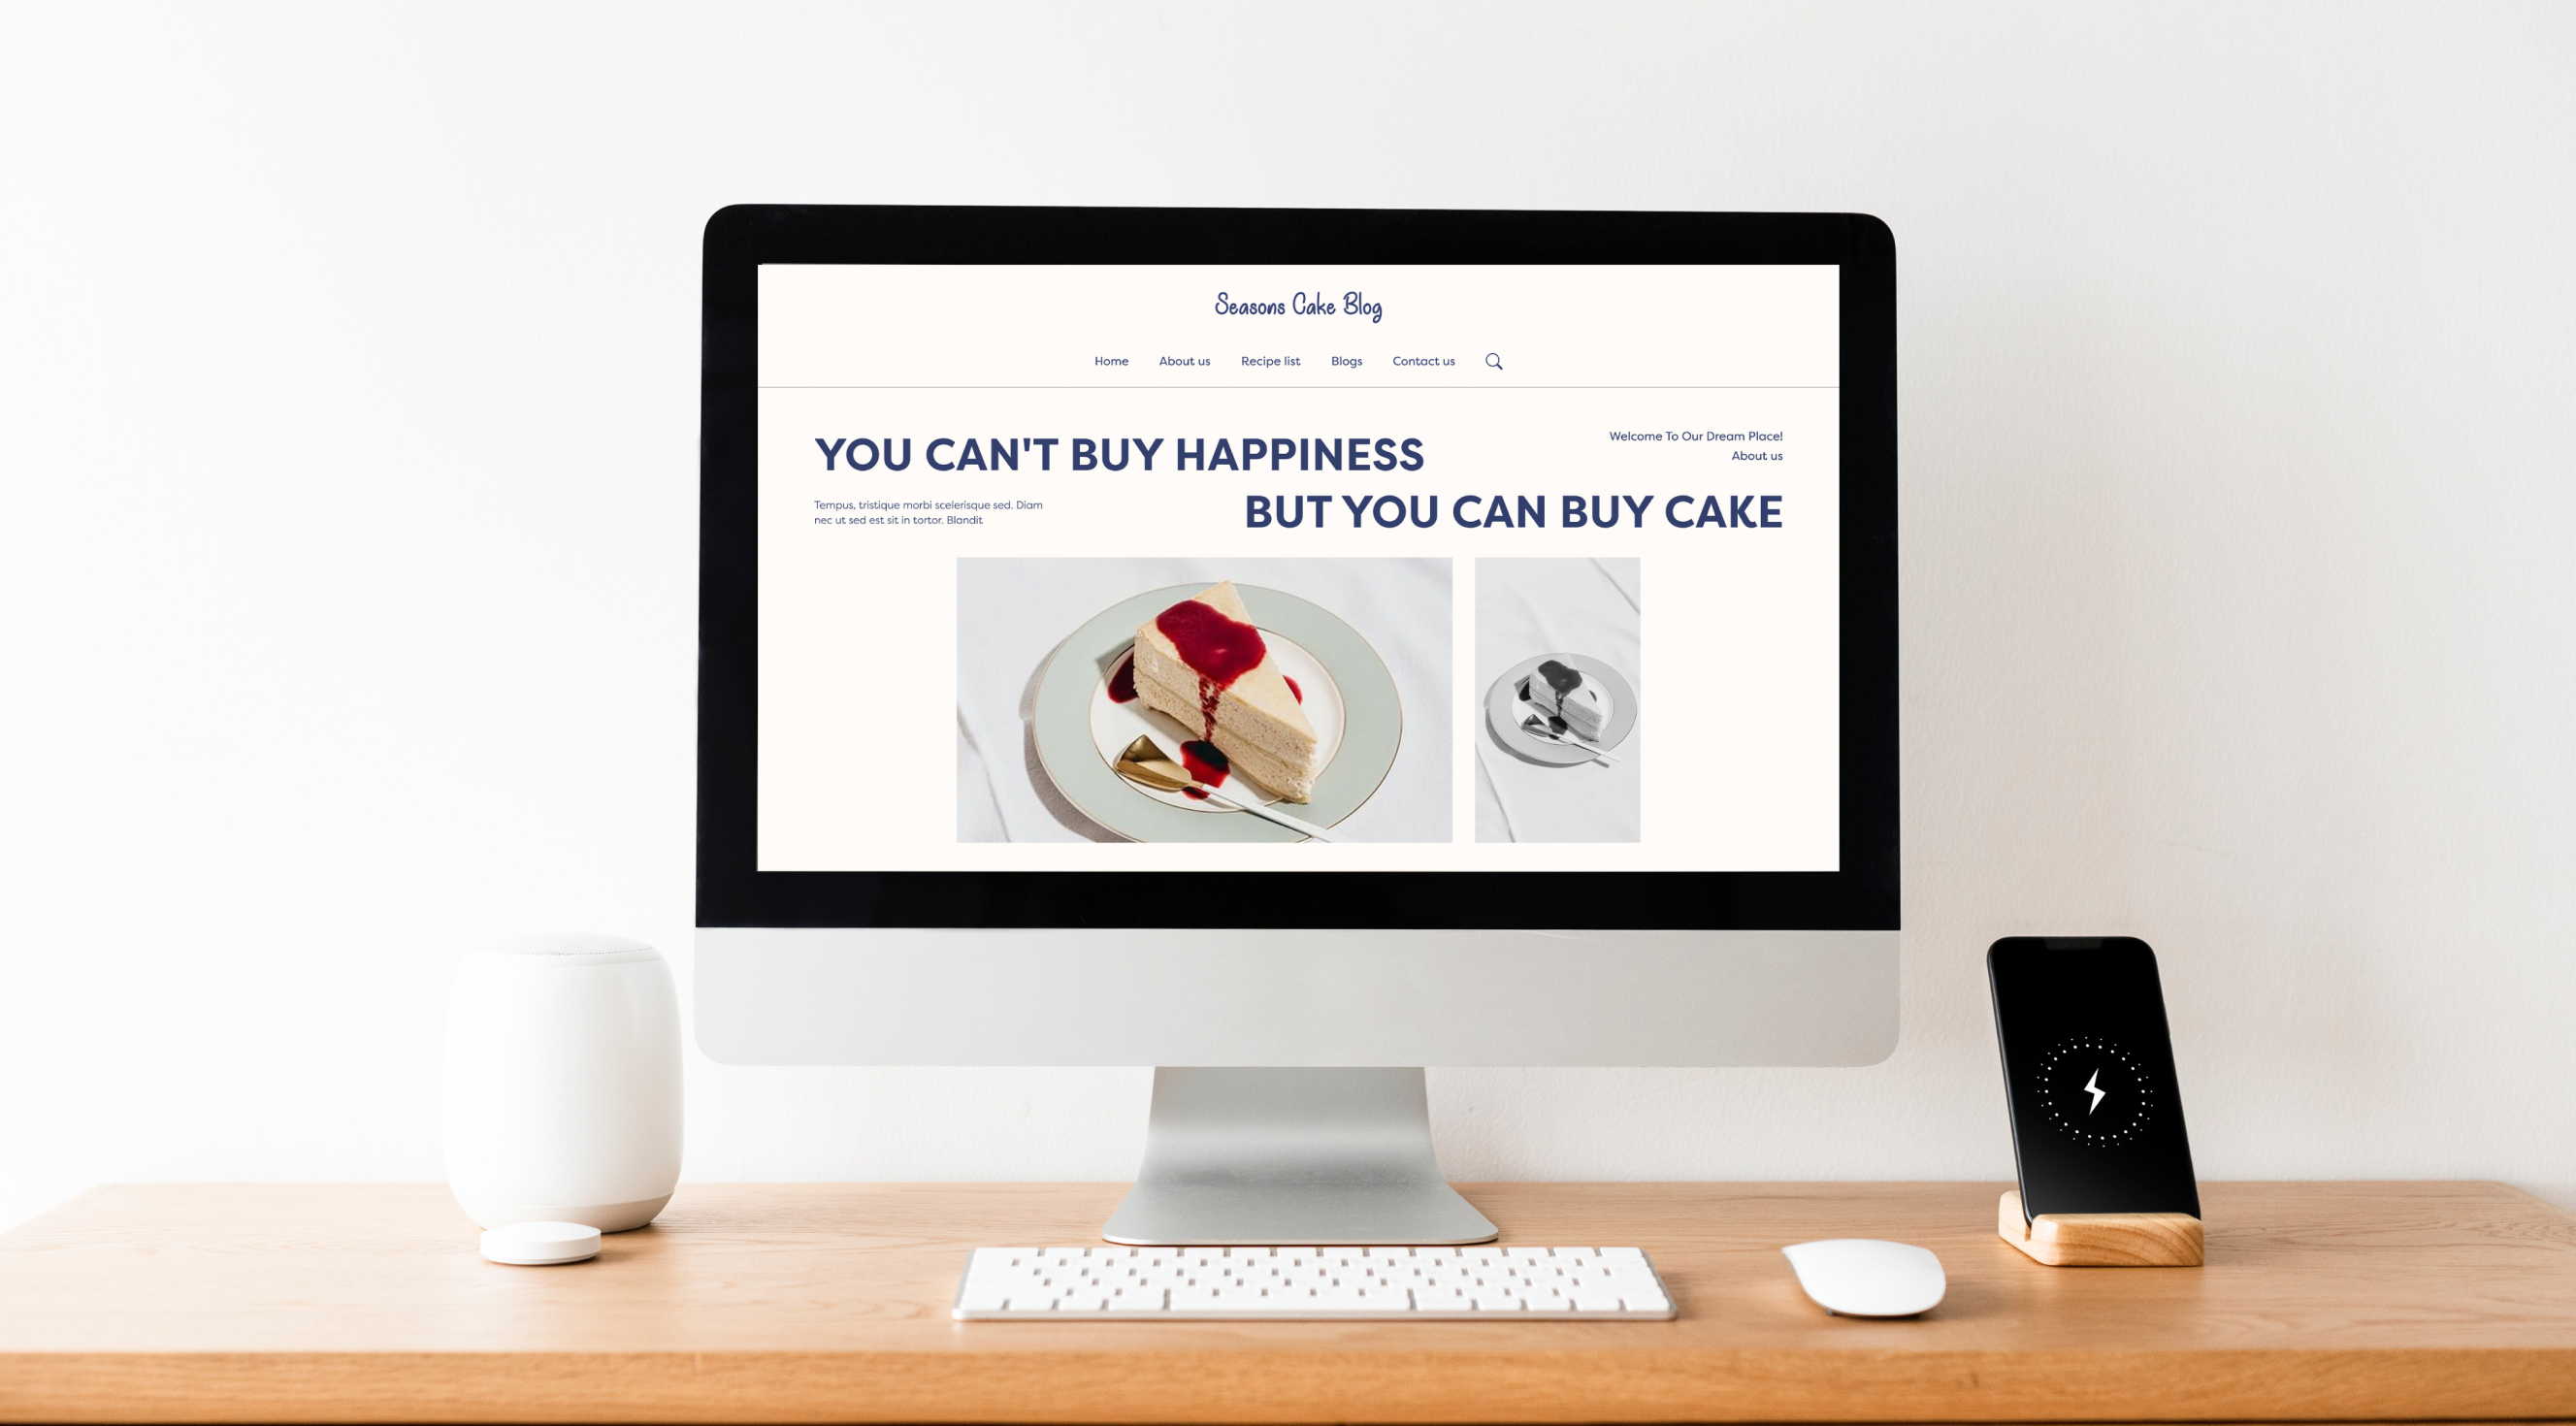 Seasons Cake Blog
Home About us Recipe list Blogs Contact us
YOU CAN'T BUY HAPPINESS
Welcome To Our Dream Place!
About us
Tempus, tristique morbi scelerisque sed. Diam
nec ut sed est sit in tortor. Blandit
BUT YOU CAN BUY CAKE